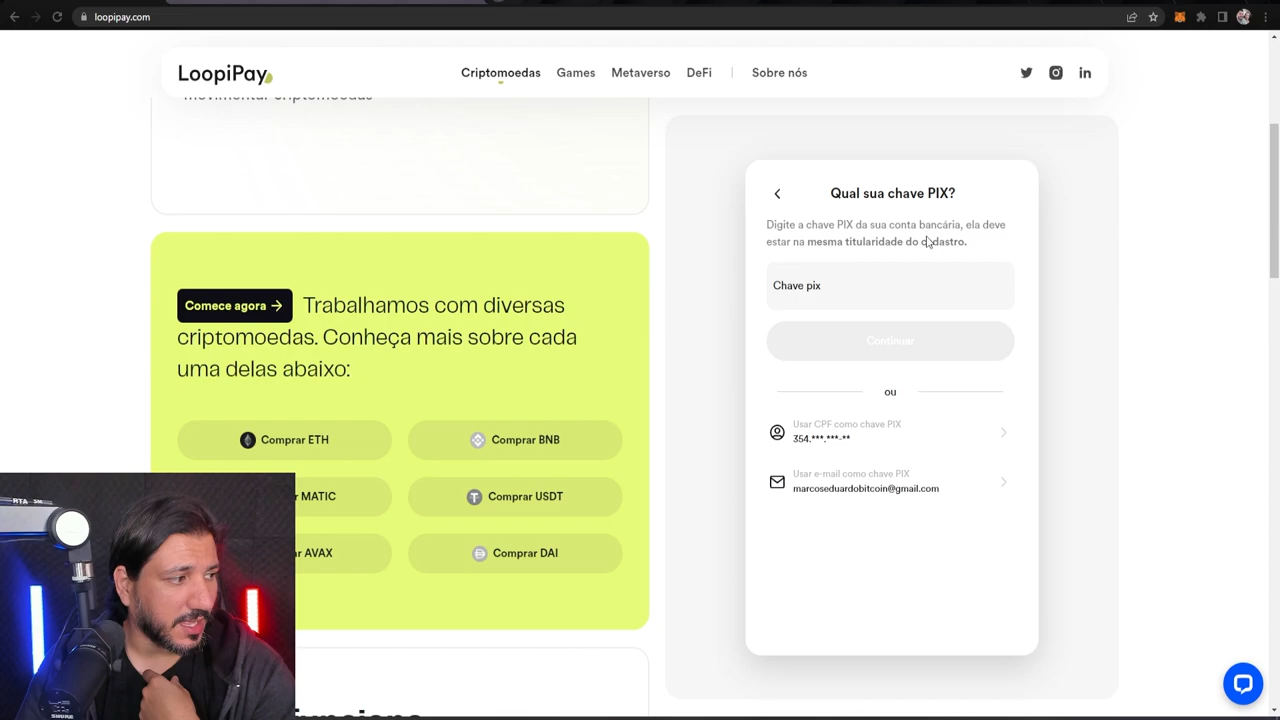 loopipay.com
LoopiPay
Criptomoedas
Games
Metaverso
DeFi
Sobre nós
Movimentar criptomoedas
Comece agora → Trabalhamos com diversas
criptomoedas. Conheça mais sobre cada
uma delas abaixo:
Comprar ETH
Comprar BNB
MATIC
Comprar USDT
AVAX
Comprar DAI
Qual sua chave PIX?
Digite a chave PIX da sua conta bancária, ela deve
estar na mesma titularidade do cadastro.
Chave pix
Continuar
ou
Usar CPF como chave PIX
354.***.***-**
Usar e-mail como chave PIX
marcoseduardobitcoin@gmail.com